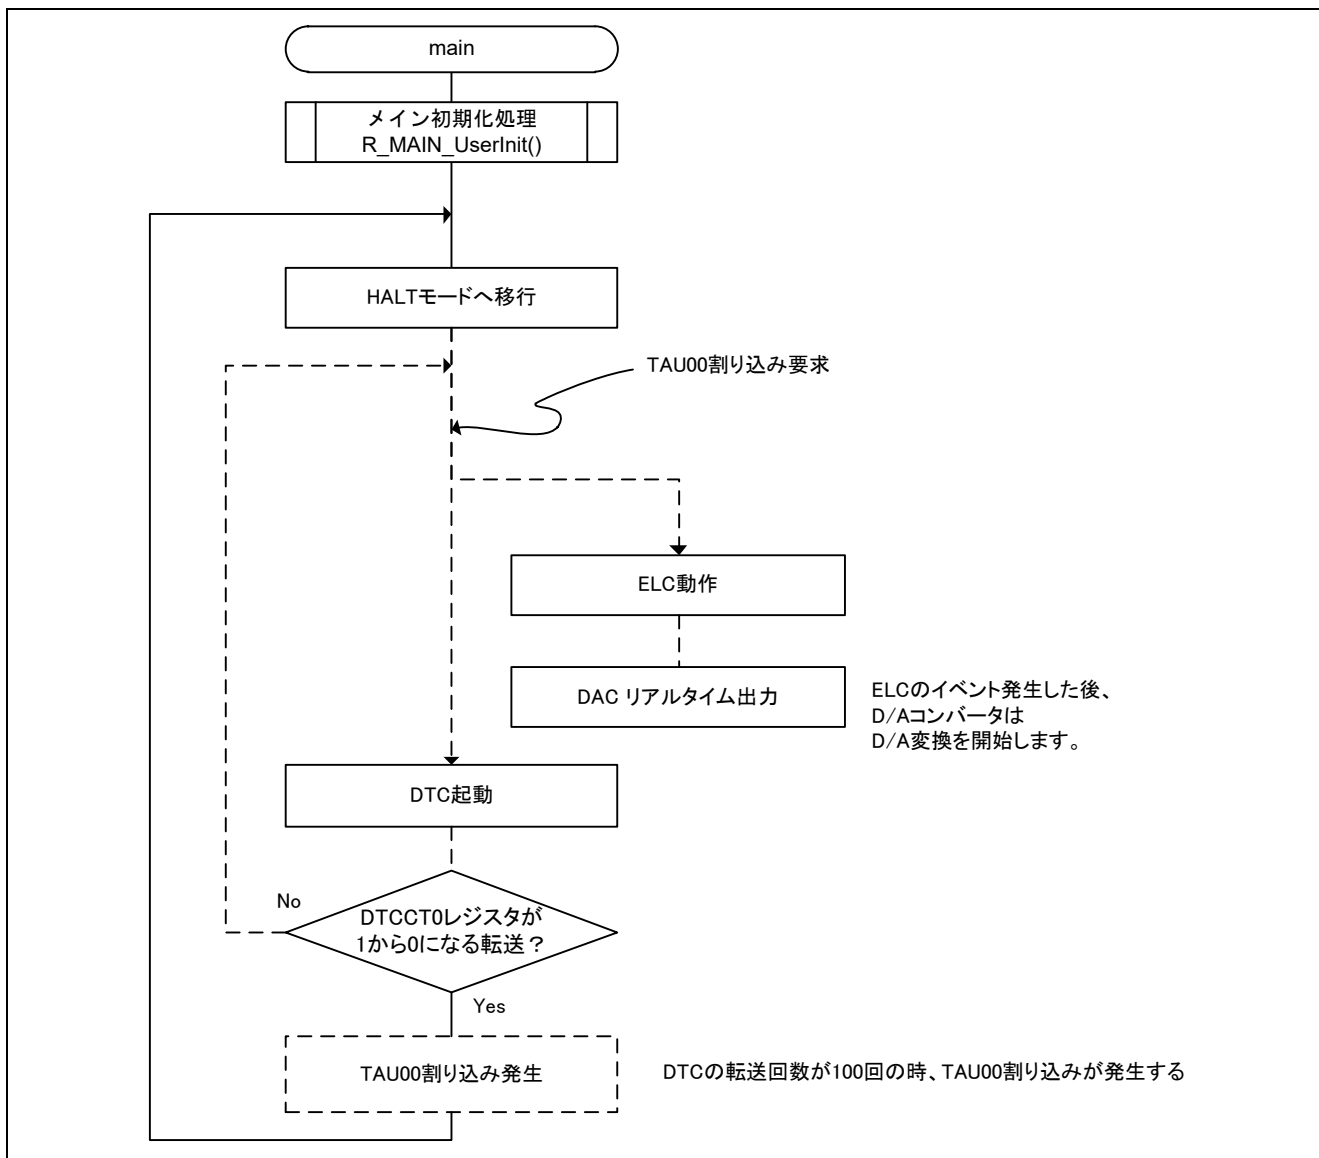 main
メイン初期化処理
R_MAIN_UserInit()
HALTモードへ移行
TAU00割り込み要求
ELC動作
DAC リアルタイム出力
ELCのイベント発生した後、
D/Aコンバータは
D/A変換を開始します。
DTC起動
No
DTCCT0レジスタが
1から0になる転送？
Yes
TAU00割り込み発生
DTCの転送回数が100回の時、TAU00割り込みが発生する